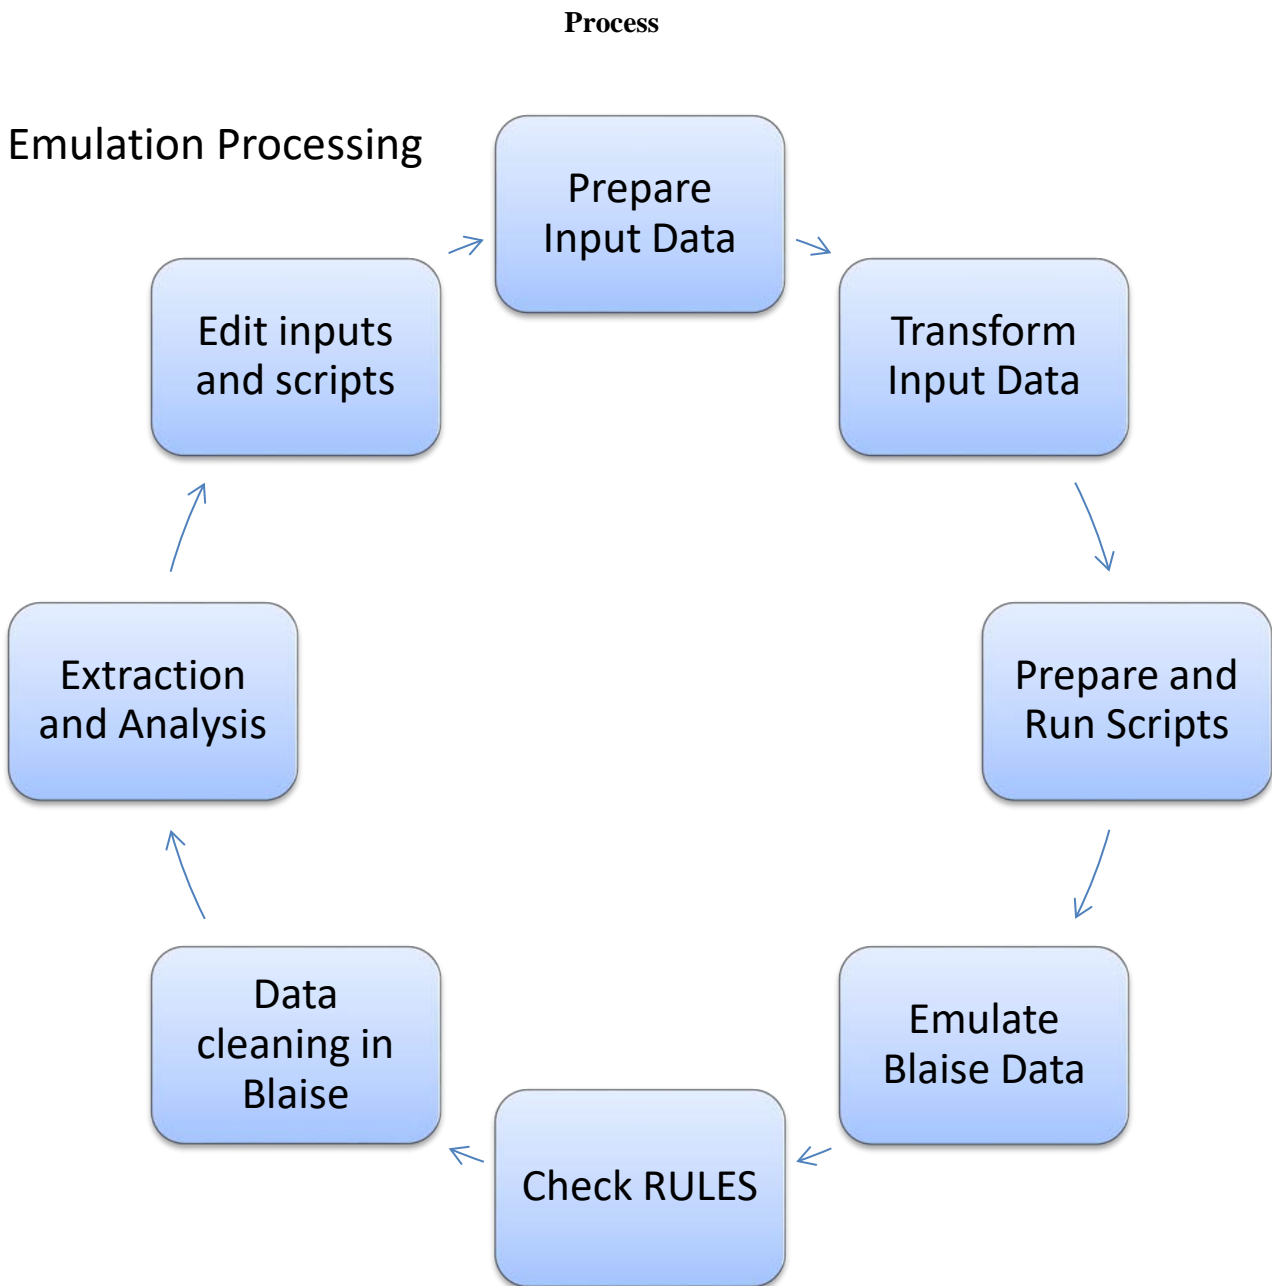 Process
Emulation Processing
Prepare
Input Data
Transform
Input Data
Prepare and
Run Scripts
Emulate
Blaise Data
Check RULES
Data
cleaning in
Blaise
Extraction
and Analysis
Edit inputs
and scripts